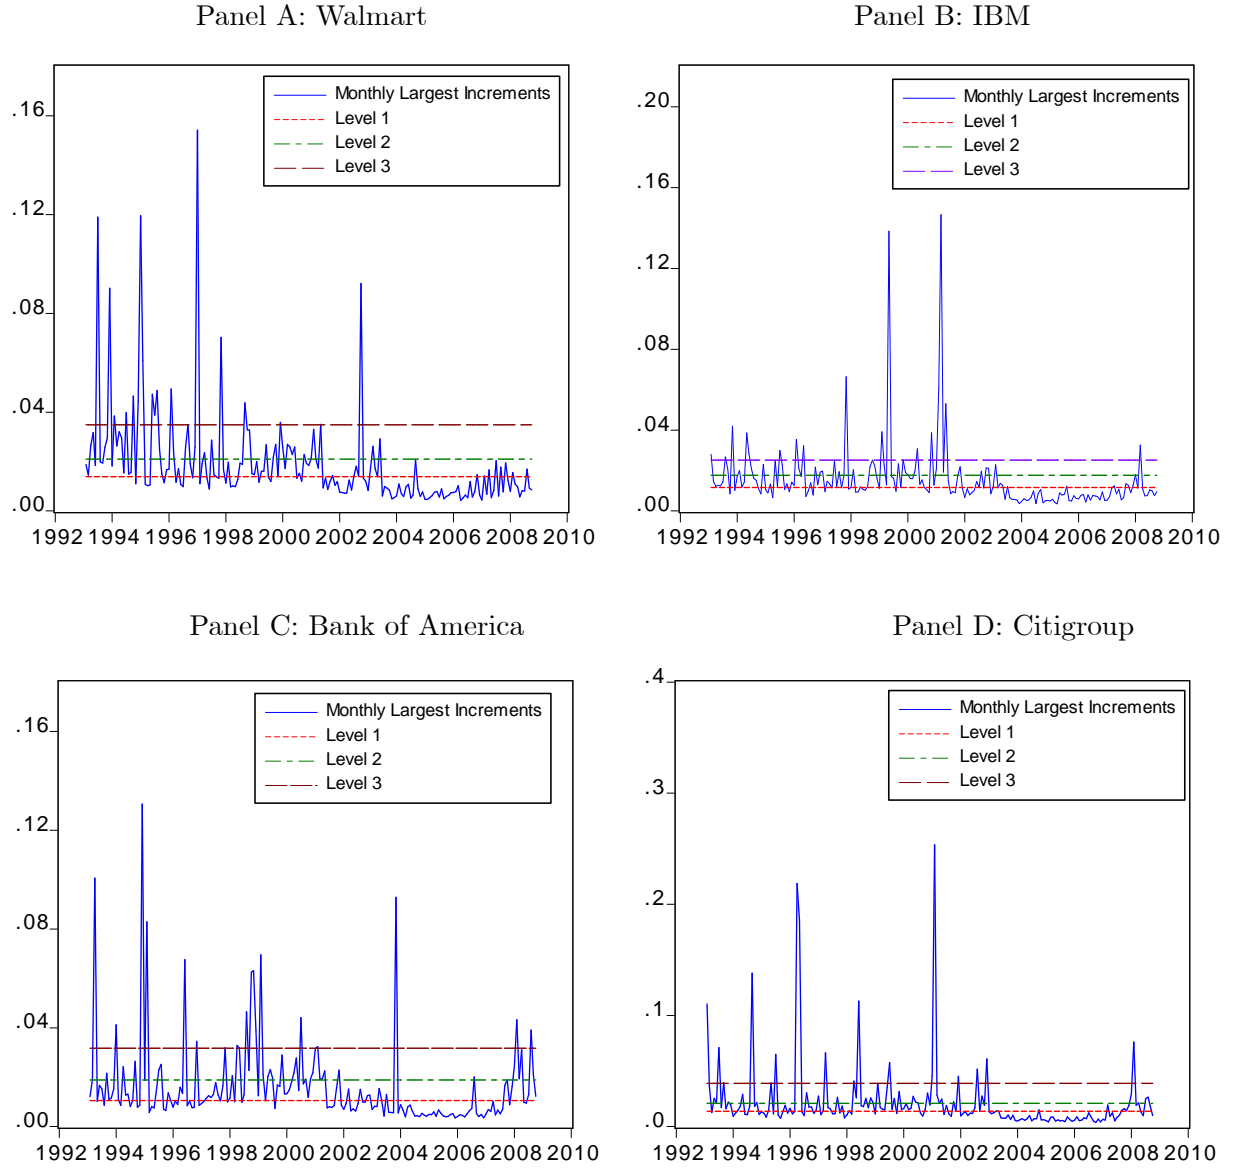 Panel A: Walmart
.16
.12
.08
.04
.00
Monthly Largest Increments
Level 1
Level 2
Level 3
1992 1994 1996 1998 2000 2002 2004 2006 2008 2010
Panel B: IBM
.20
.16
.12
.08
.04
.00
Monthly Largest Increments
Level 1
Level 2
Level 3
1992 1994 1996 1998 2000 2002 2004 2006 2008 2010
Panel C: Bank of America
.16
.12
.08
.04
.00
Monthly Largest Increments
Level 1
Level 2
Level 3
1992 1994 1996 1998 2000 2002 2004 2006 2008 2010
Panel D: Citigroup
.4
.3
.2
.1
.0
Monthly Largest Increments
Level 1
Level 2
Level 3
1992 1994 1996 1998 2000 2002 2004 2006 2008 2010